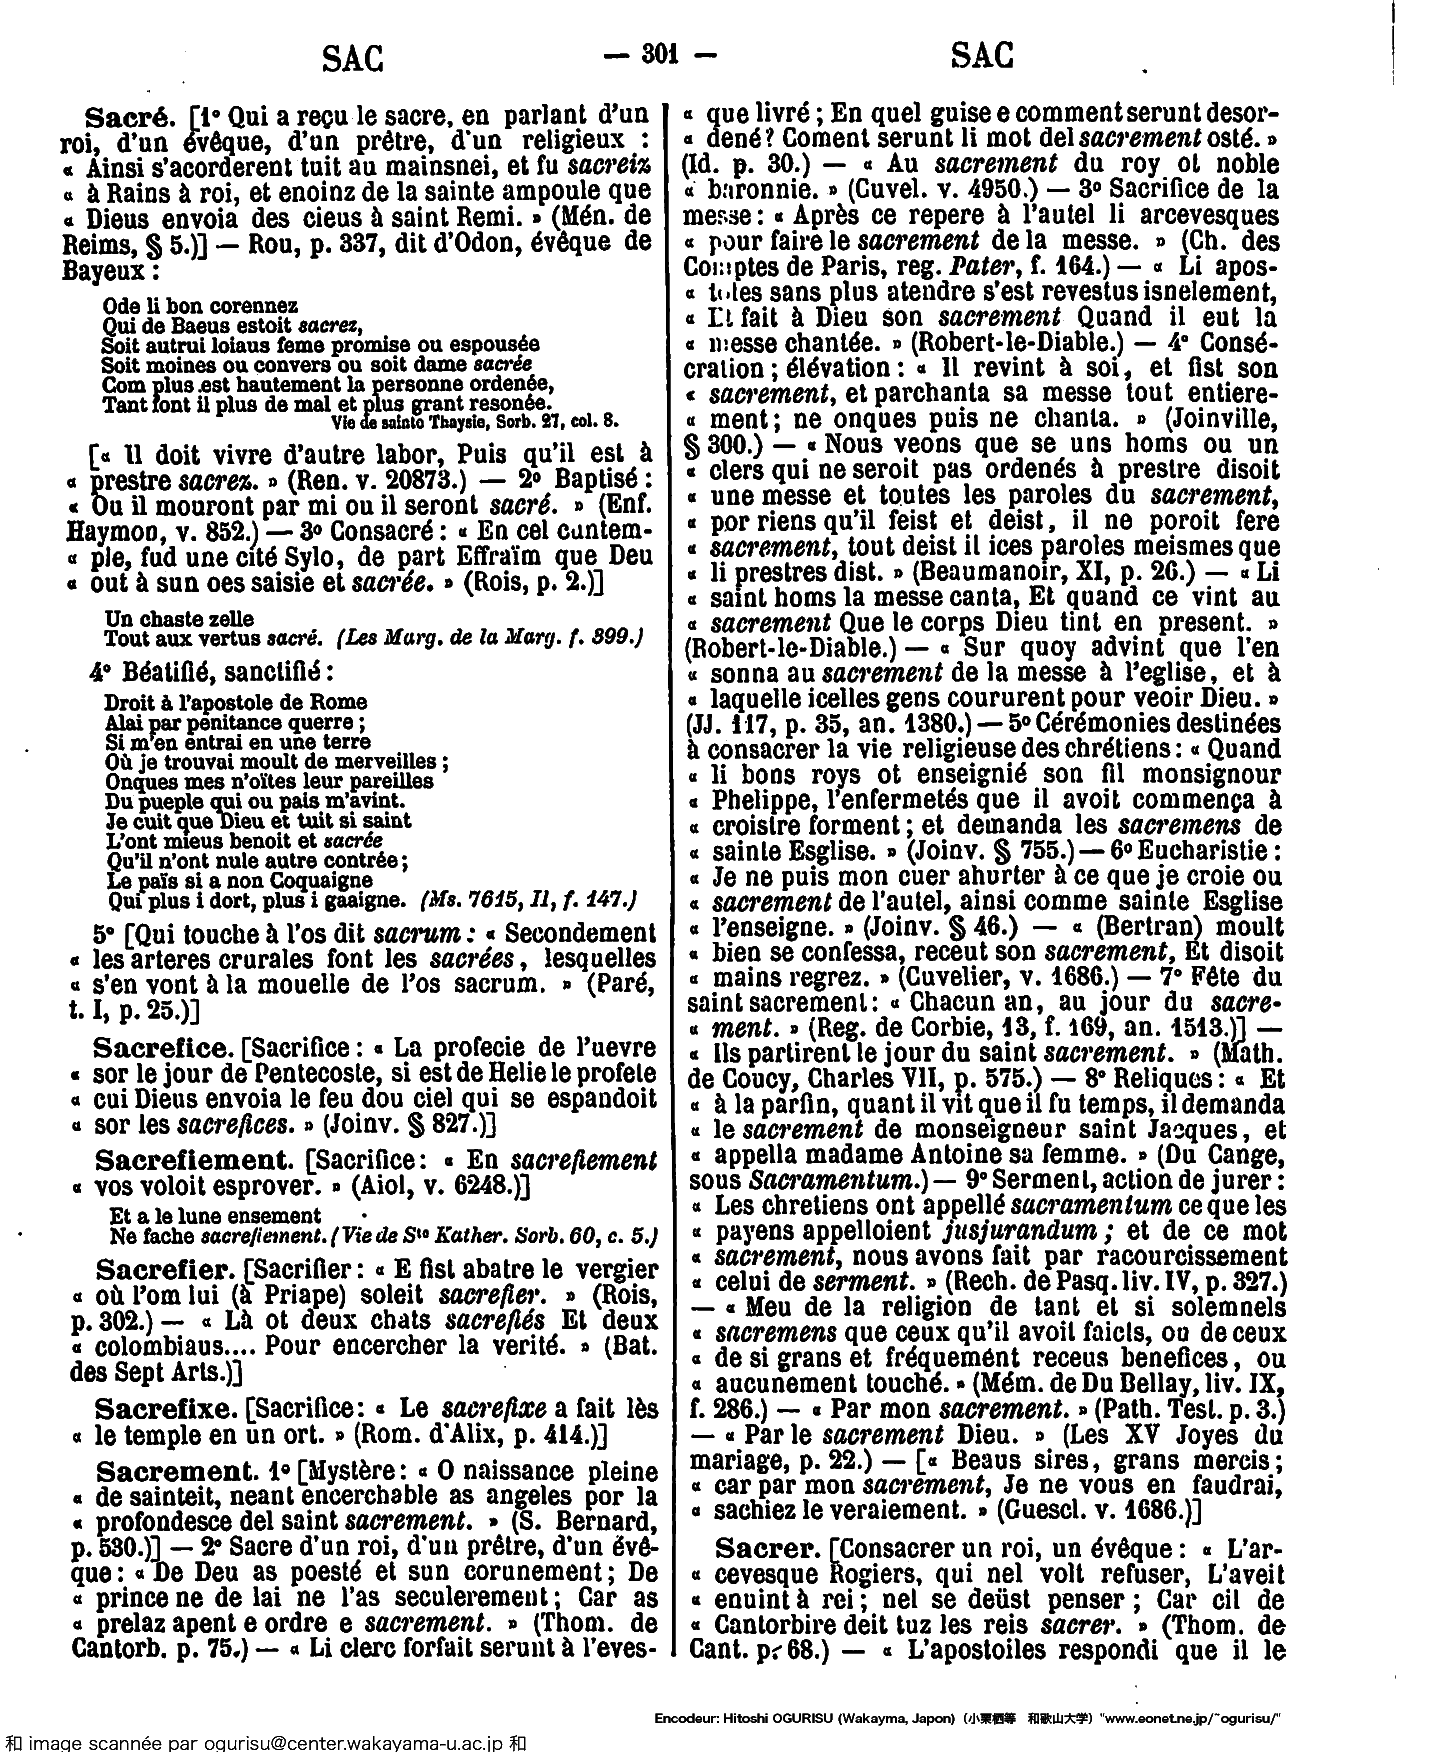 SAC
— 301 —
SAC
Sacré. [1° Qui a reçu le sacre, en parlant d'un
roi, d'un évêque, d'un prêtre, d'un religieux :
« Ainsi s'acorderent tuit au mainsnei, et fu sacreiz
« à Rains à roi, et enoinz de la sainte ampoule que
« Dieus envoia des cieus à saint Remi. » (Mén. de
Reims, § 5.)] — Rou, p. 337, dit d'Odon, évêque de
Bayeux :
Ode li bon corennez
Qui de Baeus estoit sacrez,
Soit autrui loiaus feme promise ou espousée
Soit moines ou convers ou soit dame sacrée
Com plus est hautement la personne ordenée,
Tant font il plus de mal et plus grant resonée.
Vie de sainto Thaysie, Sorb. 27, col. 8.
[« Il doit vivre d'autre labor, Puis qu'il est à
« prestre sacrez. » (Ren. v. 20873.) — 2° Baptisé :
« Ou il mouront par mi ou il seront sacré. » (Enf.
Haymon, v. 852.) — 3° Consacré : « En cel cuntem-
« ple, fud une cité Sylo, de part Effraïm que Deu
« out à sun oes saisie et sacrée. » (Rois, p. 2.)]
Un chaste zelle
Tout aux vertus sacré. (Les Marg. de la Marg. f. 399.)
4° Béatifié, sanctifié :
Droit à l'apostole de Rome
Alai par penitance querre ;
Si m'en entrai en une terre
Où je trouvai moult de merveilles ;
Onques mes n'oïtes leur pareilles
Du pueple qui ou pais m'avint.
Je cuit que Dieu et tuit si saint
L'ont mieus benoit et sacrée
Qu'il n'ont nule autre contrée ;
Le païs si a non Coquaigne
Qui plus i dort, plus i gaaigne. (Ms. 7615, II, f. 147.)
5° [Qui touche à l'os dit sacrum : « Secondement
« les arteres crurales font les sacrées, lesquelles
« s'en vont à la mouelle de l'os sacrum. » (Paré,
t. I, p. 25.)]
Sacrefice. [Sacrifice : « La profecie de l'uevre
« sor le jour de Pentecoste, si est de Helie le profete
« cui Dieus envoia le feu dou ciel qui se espandoit
« sor les sacrefices. » (Joinv. § 827.)]
Sacrefiement. [Sacrifice : « En sacrefiement
« vos voloit esprover. » (Aiol, v. 6248.)]
Et a le lune ensement
Ne fache sacrefiement. (Vie de Ste Kather. Sorb. 60, c. 5.)
Sacrefier. [Sacrifier : « E fist abatre le vergier
« où l'om lui (à Priape) soleit sacrefier. » (Rois,
p. 302.) — « Là ot deux chats sacrefiés Et deux
« colombiaus.... Pour encercher la verité. » (Bat.
des Sept Arts.)]
Sacrefixe. [Sacrifice : « Le sacrefixe a fait lès
« le temple en un ort. » (Rom. d'Alix, p. 414.)]
Sacrement. 1° [Mystère : « O naissance pleine
« de sainteit, neant encerchable as angeles por la
« profondesce del saint sacrement. » (S. Bernard,
p. 530.)] — 2° Sacre d'un roi, d'un prêtre, d'un évê-
que : « De Deu as poesté et sun corunement ; De
« prince ne de lai ne l'as seculerement ; Car as
« prelaz apent e ordre e sacrement. » (Thom. de
Cantorb. p. 75.) — « Li clerc forfait serunt à l'eves-
« que livré ; En quel guise e comment serunt desor-
« dené ? Coment serunt li mot del sacrement osté. »
(Id. p. 30.) — « Au sacrement du roy ot noble
« baronnie. » (Cuvel. v. 4950.) — 3° Sacrifice de la
messe : « Après ce repere à l'autel li arcevesques
« pour faire le sacrement de la messe. » (Ch. des
Comptes de Paris, reg. Pater, f. 164.) — « Li apos-
« toiles sans plus atendre s'est revestus isnelement,
« Et fait à Dieu son sacrement Quand il eut la
« messe chantée. » (Robert-le-Diable.) — 4° Consé-
cration ; élévation : « Il revint à soi, et fist son
« sacrement, et parchanta sa messe tout entiere-
« ment ; ne onques puis ne chanta. » (Joinville,
§ 300.) — « Nous veons que se uns homs ou un
« clers qui ne seroit pas ordenés à prestre disoit
« une messe et toutes les paroles du sacrement,
« por riens qu'il feist et deist, il ne poroit fere
« sacrement, tout deist il ices paroles meismes que
« li prestres dist. » (Beaumanoir, XI, p. 26.) — « Li
« saint homs la messe canta, Et quand ce vint au
« sacrement Que le corps Dieu tint en present. »
(Robert-le-Diable.) — « Sur quoy advint que l'en
« sonna au sacrement de la messe à l'eglise, et à
« laquelle icelles gens coururent pour veoir Dieu. »
(JJ. 117, p. 35, an. 1380.) — 5° Cérémonies destinées
à consacrer la vie religieuse des chrétiens : « Quand
« li bons roys ot enseignié son fil monsignour
« Phelippe, l'enfermetés que il avoit commença à
« croistre forment ; et demanda les sacremens de
« sainte Esglise. » (Joinv. § 755.) — 6° Eucharistie :
« Je ne puis mon cuer ahurter à ce que je croie ou
« sacrement de l'autel, ainsi comme sainte Esglise
« l'enseigne. » (Joinv. § 46.) — « (Bertran) moult
« bien se confessa, receut son sacrement, Et disoit
« mains regrez. » (Cuvelier, v. 1686.) — 7° Fête du
saint sacrement : « Chacun an, au jour du sacre-
« ment. » (Reg. de Corbie, 13, f. 169, an. 1513.)] —
« Ils partirent le jour du saint sacrement. » (Math.
de Coucy, Charles VII, p. 575.) — 8° Reliques : « Et
« à la parfin, quant il vit que il fu temps, il demanda
« le sacrement de monseigneur saint Jacques, et
« appella madame Antoine sa femme. » (Du Cange,
sous Sacramentum.) — 9° Serment, action de jurer :
« Les chretiens ont appellé sacramentum ce que les
« payens appelloient jusjurandum ; et de ce mot
« sacrement, nous avons fait par racourcissement
« celui de serment. » (Rech. de Pasq. liv. IV, p. 327.)
— « Meu de la religion de tant et si solemnels
« sacremens que ceux qu'il avoit faicts, ou de ceux
« de si grans et fréquemént receus benefices, ou
« aucunement touché. » (Mém. de Du Bellay, liv. IX,
f. 286.) — « Par mon sacrement. » (Path. Test. p. 3.)
— « Par le sacrement Dieu. » (Les XV Joyes du
mariage, p. 22.) — [« Beaus sires, grans mercis ;
« car par mon sacrement, Je ne vous en faudrai,
« sachiez le veraiement. » (Guescl. v. 1686.)]
Sacrer. [Consacrer un roi, un évêque : « L'ar-
« cevesque Rogiers, qui nel volt refuser, L'aveit
« enuint à rei ; nel se deüst penser ; Car cil de
« Cantorbire deit tuz les reis sacrer. » (Thom. de
Cant. p. 68.) — « L'apostoiles respondi que il le
Encodeur: Hitoshi OGURISU (Wakayma, Japon) (小栗栖等 和歌山大学) "www.eonet.ne.jp/~ogurisu/"
和 image scannée par ogurisu@center.wakayama-u.ac.jp 和